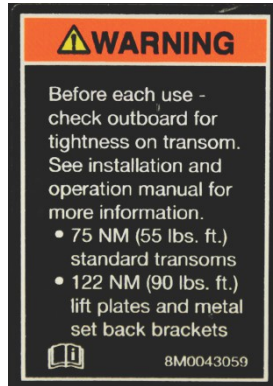 WARNING
Before each use -
check outboard for
tightness on transom.
See installation and
operation manual for
more information.
• 75 NM (55 lbs. ft.)
standard transoms
• 122 NM (90 lbs. ft.)
lift plates and metal
set back brackets
8M0043059